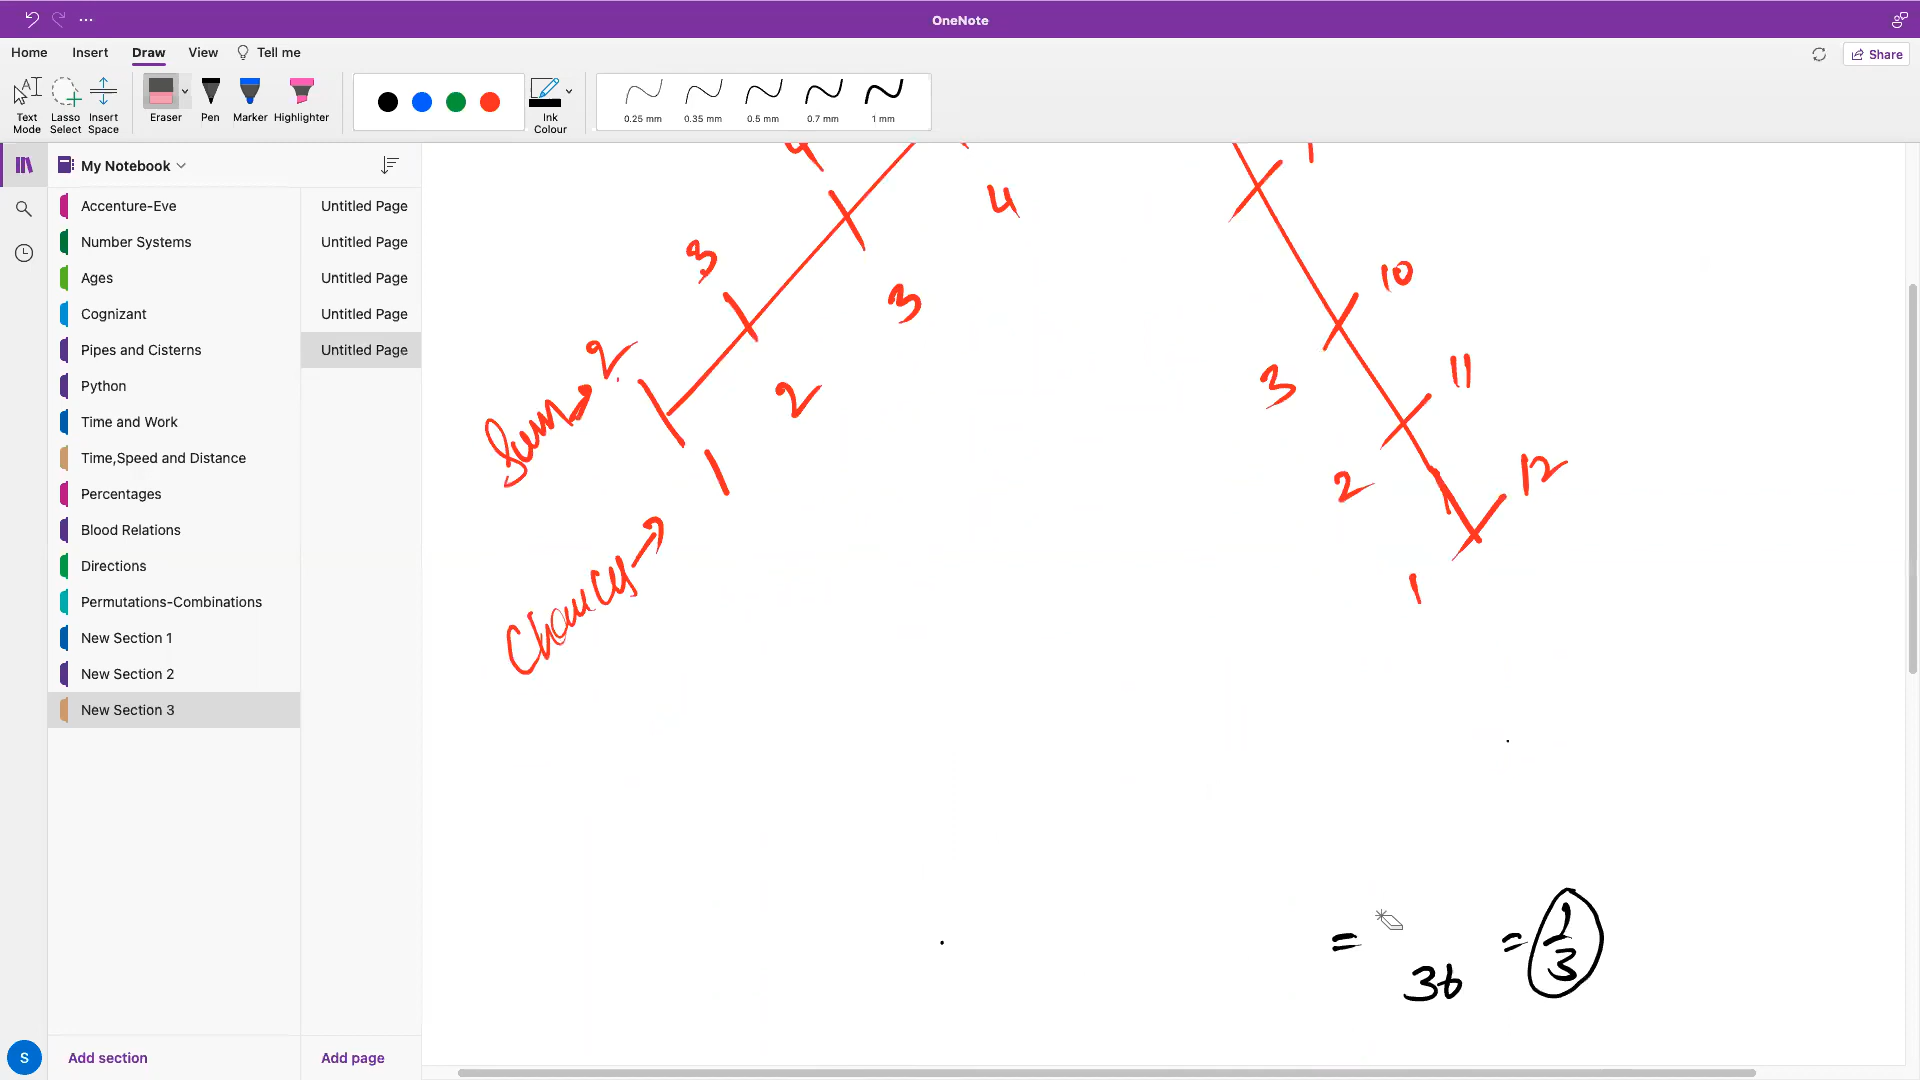 OneNote
Home Insert Draw View Tell me
Share
Text Mode
Lasso Select
Insert Space
Eraser
Pen
Marker
Highlighter
Ink Colour
0.25 mm
0.35 mm
0.5 mm
0.7 mm
1 mm
My Notebook
Accenture-Eve
Number Systems
Ages
Cognizant
Pipes and Cisterns
Python
Time and Work
Time,Speed and Distance
Percentages
Blood Relations
Directions
Permutations-Combinations
New Section 1
New Section 2
New Section 3
Untitled Page
Untitled Page
Untitled Page
Untitled Page
Untitled Page
4
3
10
3
Sum→ 2
2
3
11
1
2
12
Chances →
1
= 36 = 1/3
S
Add section
Add page